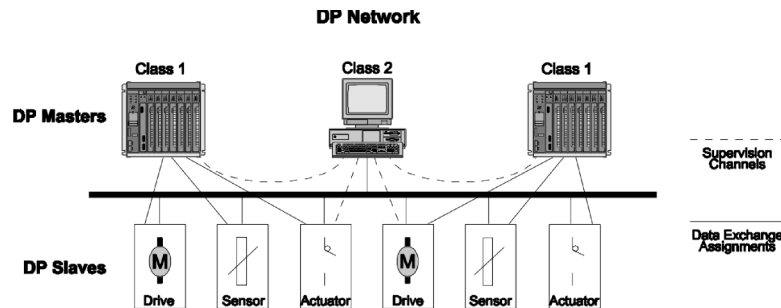 DP Network
Class 1
Class 2
Class 1
DP Masters
Supervision
Channels
Data Exchange
Assignments
DP Slaves
M
Drive
Sensor
Actuator
M
Drive
Sensor
Actuator